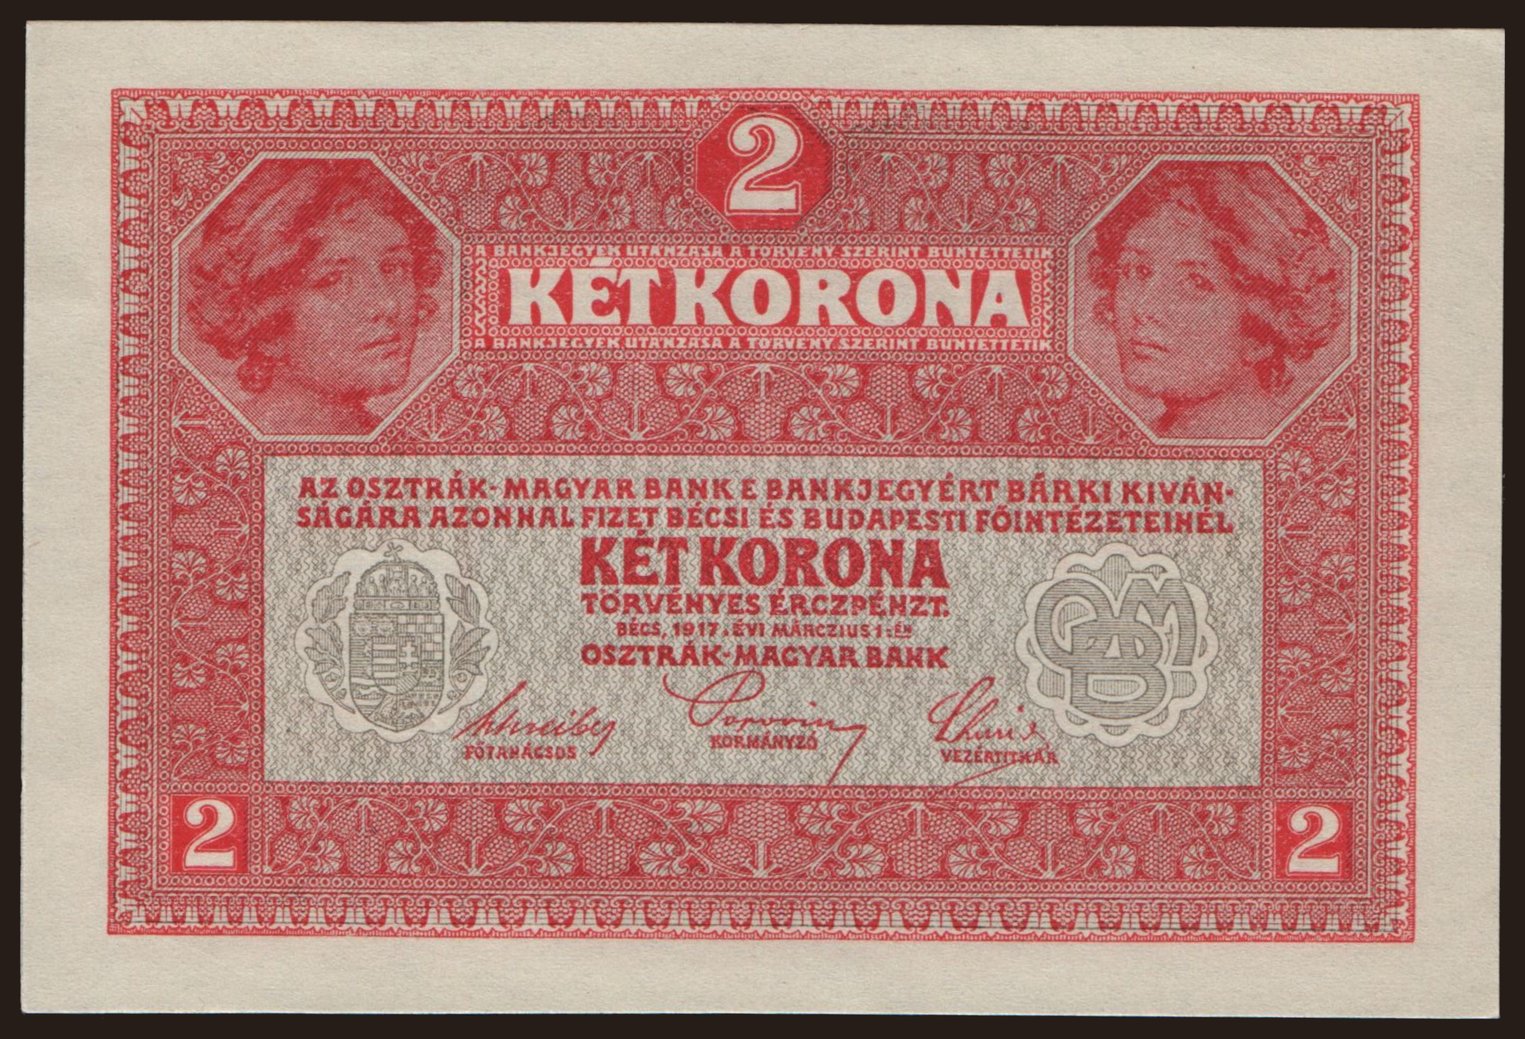 2
A BANKJEGYEK UTÁNZÁSA A TÖRVÉNY SZERINT BÜNTETTETIK
KÉT KORONA
A BANKJEGYEK UTÁNZÁSA A TÖRVÉNY SZERINT BÜNTETTETIK
AZ OSZTRÁK-MAGYAR BANK E BANKJEGYÉRT BÁRKI KIVÁN-
SÁGÁRA AZONNAL FIZET BÉCSI ÉS BUDAPESTI FŐINTÉZETEINÉL
KÉT KORONA
TÖRVÉNYES ÉRCZPÉNZT.
BÉCS, 1917. ÉVI MÁRCZIUS 1-ÉN
OSZTRÁK-MAGYAR BANK
FŐTANÁCSOS
KORMÁNYZÓ
VEZÉRTITKÁR
2
2